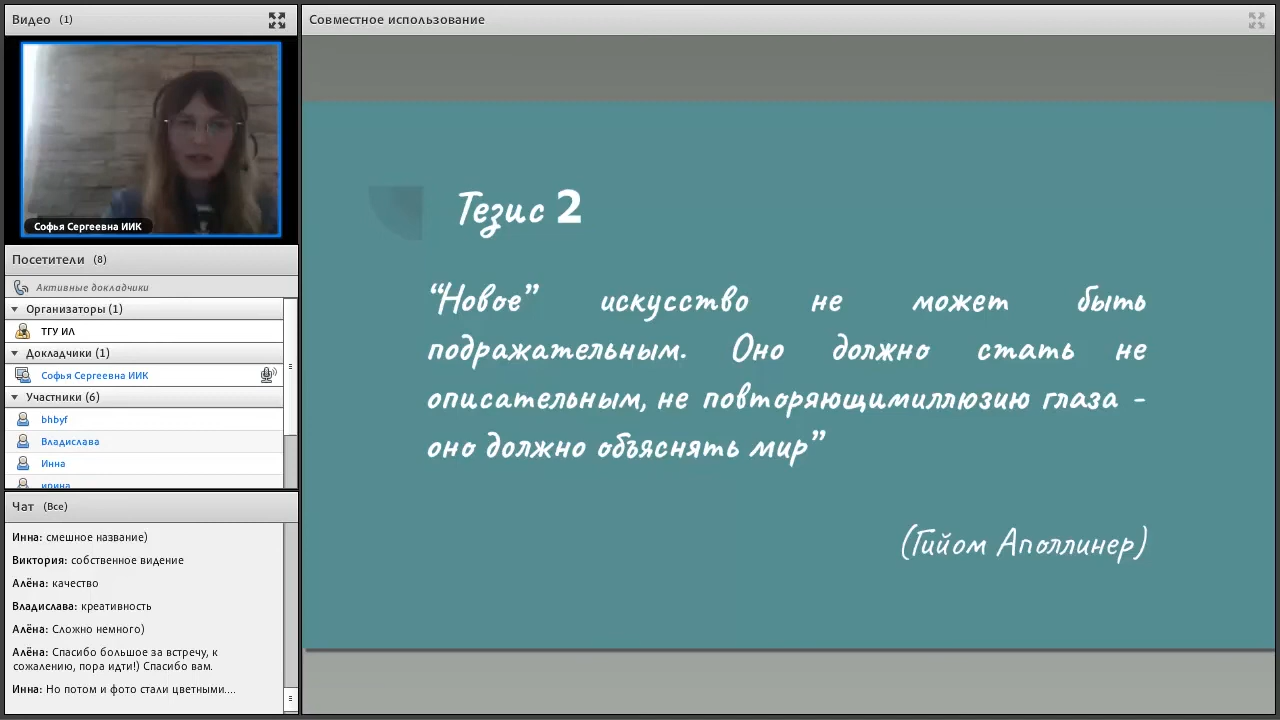 Видео (1)
Софья Сергеевна ИИК
Посетители (8)
Активные докладчики
Организаторы (1)
ТГУ ИЛ
Докладчики (1)
Софья Сергеевна ИИК
Участники (6)
bhbyf
Владислава
Инна
ирина
Чат (Все)
Инна: смешное название)
Виктория: собственное видение
Алёна: качество
Владислава: креативность
Алёна: Сложно немного)
Алёна: Спасибо большое за встречу, к
сожалению, пора идти!) Спасибо вам.
Инна: Но потом и фото стали цветными....
Совместное использование
Тезис 2
“Новое” искусство не может быть
подражательным. Оно должно стать не
описательным, не повторяющимиллюзию глаза -
оно должно объяснять мир”
(Гийом Аполлинер)